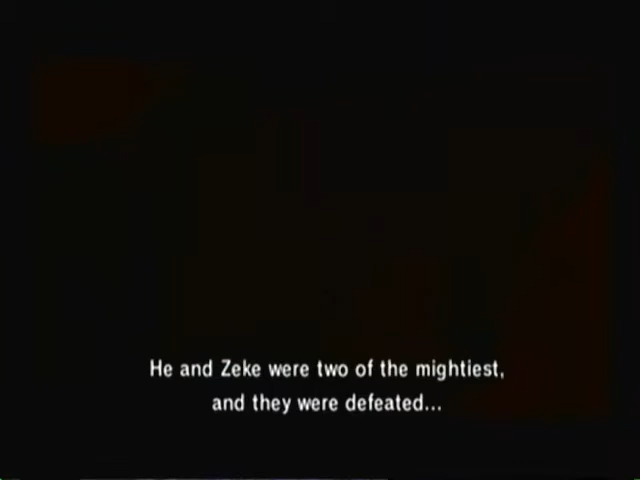 He and Zeke were two of the mightiest,
and they were defeated...